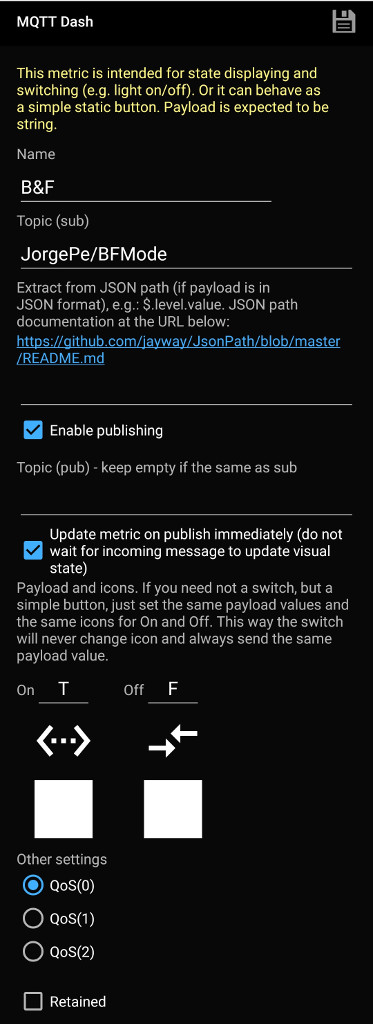 MQTT Dash
This metric is intended for state displaying and
switching (e.g. light on/off). Or it can behave as
a simple static button. Payload is expected to be
string.
Name
B&F
Topic (sub)
JorgePe/BFMode
Extract from JSON path (if payload is in
JSON format), e.g.: $.level.value. JSON path
documentation at the URL below:
https://github.com/jayway/JsonPath/blob/master
/README.md
Enable publishing
Topic (pub) - keep empty if the same as sub
Update metric on publish immediately (do not
wait for incoming message to update visual
state)
Payload and icons. If you need not a switch, but a
simple button, just set the same payload values and
the same icons for On and Off. This way the switch
will never change icon and always send the same
payload value.
On T Off F
Other settings
QoS(0)
QoS(1)
QoS(2)
Retained